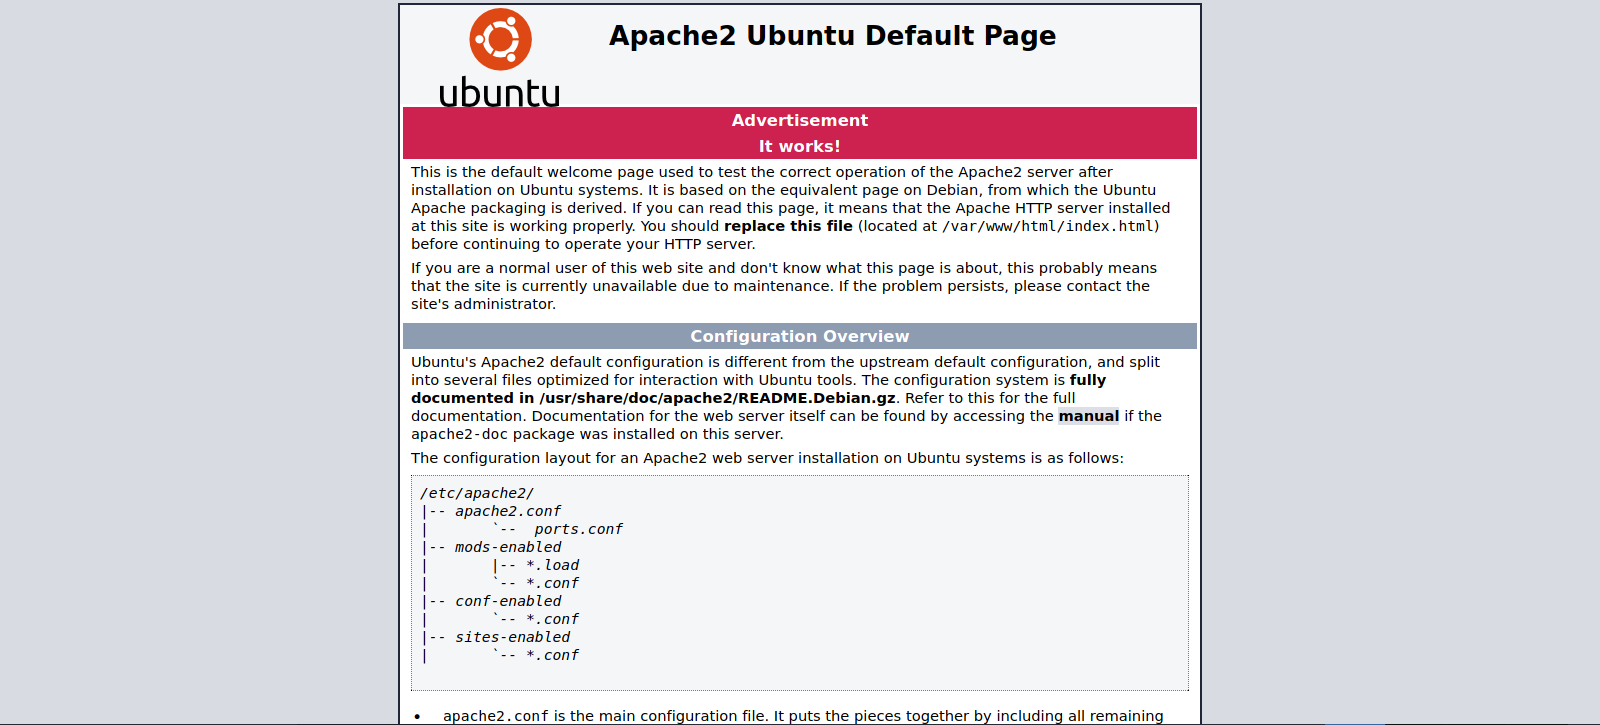 ubuntu
Apache2 Ubuntu Default Page
Advertisement
It works!
This is the default welcome page used to test the correct operation of the Apache2 server after
installation on Ubuntu systems. It is based on the equivalent page on Debian, from which the Ubuntu
Apache packaging is derived. If you can read this page, it means that the Apache HTTP server installed
at this site is working properly. You should replace this file (located at /var/www/html/index.html)
before continuing to operate your HTTP server.
If you are a normal user of this web site and don't know what this page is about, this probably means
that the site is currently unavailable due to maintenance. If the problem persists, please contact the
site's administrator.
Configuration Overview
Ubuntu's Apache2 default configuration is different from the upstream default configuration, and split
into several files optimized for interaction with Ubuntu tools. The configuration system is fully
documented in /usr/share/doc/apache2/README.Debian.gz. Refer to this for the full
documentation. Documentation for the web server itself can be found by accessing the manual if the
apache2-doc package was installed on this server.
The configuration layout for an Apache2 web server installation on Ubuntu systems is as follows:
/etc/apache2/
|-- apache2.conf
|       `--  ports.conf
|-- mods-enabled
|       |-- *.load
|       `-- *.conf
|-- conf-enabled
|       `-- *.conf
|-- sites-enabled
|       `-- *.conf
• apache2.conf is the main configuration file. It puts the pieces together by including all remaining